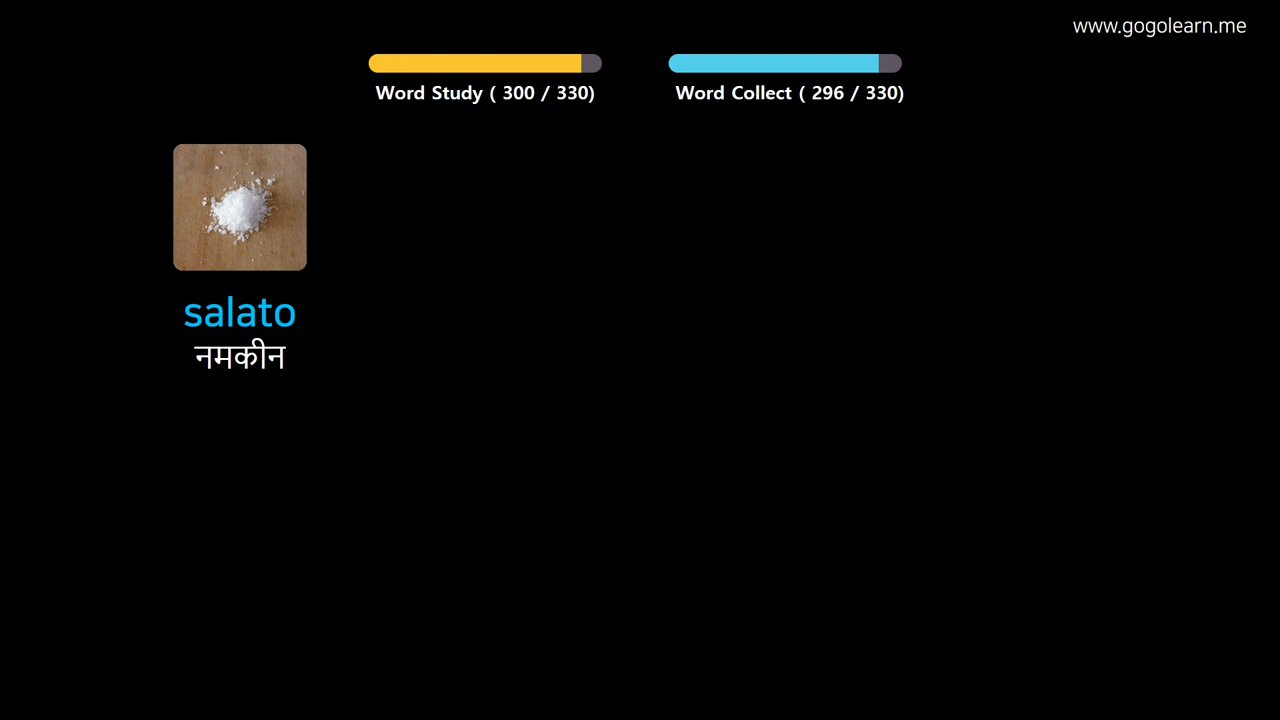 www.gogolearn.me
Word Study ( 300 / 330)
Word Collect ( 296 / 330)
salato
नमकीन